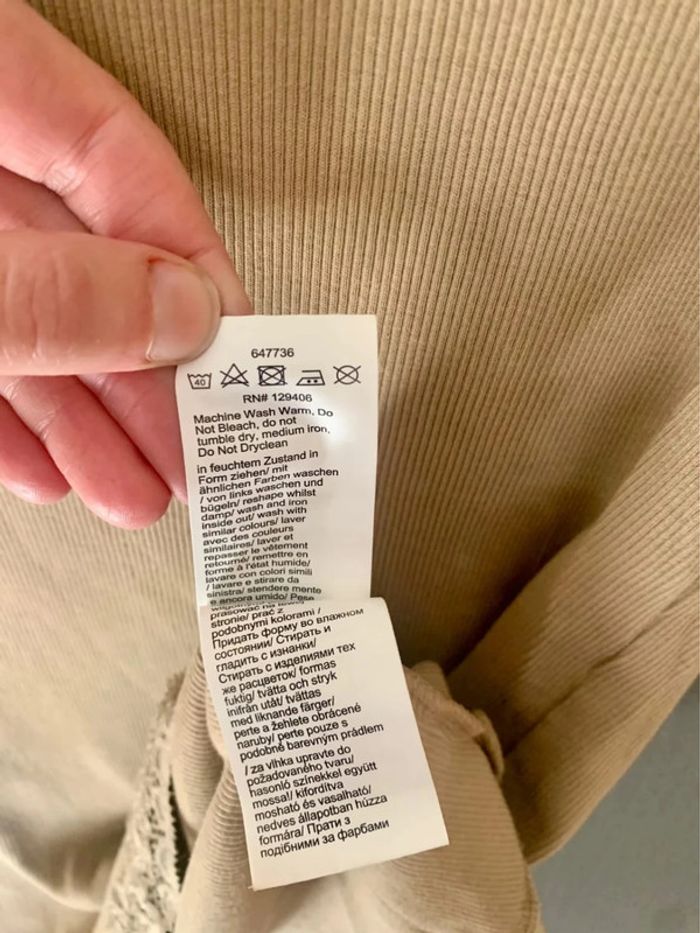 647736
40
RN# 129406
Machine Wash Warm, Do
Not Bleach, do not
tumble dry, medium iron,
Do Not Dryclean
in feuchtem Zustand in
Form ziehen/ mit
ähnlichen Farben waschen
/ von links waschen und
bügeln/ reshape whilst
damp/ wash and iron
inside out/ wash with
similar colours/ laver
avec des couleurs
similaires/ laver et
repasser le vêtement
retourné/ remettre en
forme à l'état humide/
lavare con colori simili
/ lavare e stirare da
sinistra/ stendere mente
e ancora umido/ Pese
prasować na
stronie/ prać z
podobnymi kolorami /
Придать форму во влажном
состоянии/ Стирать и
гладить с изнанки/
Стирать с изделиями тех
же расцветок/ formas
fuktig/ tvätta och stryk
inifrån utåt/ tvättas
med liknande färger/
perte a žehlete obrácené
naruby/ perte pouze s
podobně barevným prádlem
/ za vlhka upravte do
požadovaného tvaru/
hasonló színekkel együtt
mossa!/ kifordítva
mosható és vasalható/
nedves állapotban húzza
formára/ Прати з
подібними за фарбами